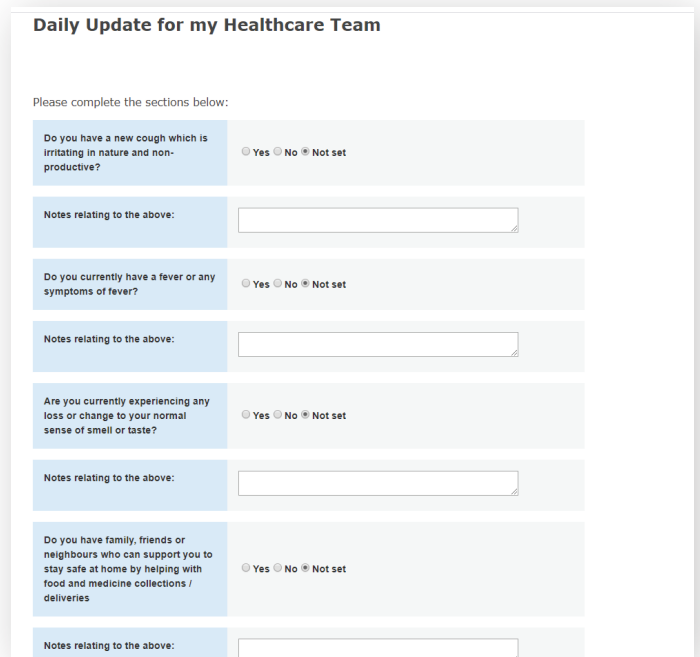 Daily Update for my Healthcare Team
Please complete the sections below:
Do you have a new cough which is
irritating in nature and non-
productive?
Yes No Not set
Notes relating to the above:
Do you currently have a fever or any
symptoms of fever?
Yes No Not set
Notes relating to the above:
Are you currently experiencing any
loss or change to your normal
sense of smell or taste?
Yes No Not set
Notes relating to the above:
Do you have family, friends or
neighbours who can support you to
stay safe at home by helping with
food and medicine collections /
deliveries
Yes No Not set
Notes relating to the above: